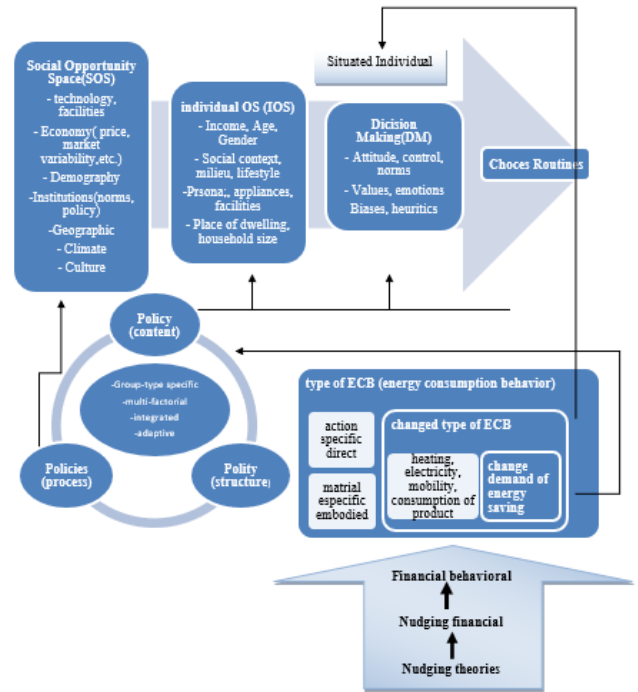 Situated Individual
Social Opportunity
Space(SOS)
- technology,
facilities
- Economy( price,
market
variability,etc.)
- Demography
-Institutions(norms,
policy)
-Geographic
- Climate
- Culture
individual OS (IOS)
- Income, Age,
Gender
- Social context,
milieu, lifestyle
-Prsona;, appliances,
facilities
- Place of dwelling,
household size
Dicision
Making(DM)
- Attitude, control,
norms
- Values, emotions
Biases, heuritics
Choces Routines
Policy
(content)
-Group-type specific
-multi-factorial
-integrated
-adaptive
Policies
(process)
Polity
(structure)
type of ECB (energy consumption behavior)
action
specific
direct
matrial
especific
embodied
changed type of ECB
heating,
electricity,
mobility,
consumption of
product
change
demand of
energy
saving
Financial behavioral
Nudging financial
Nudging theories